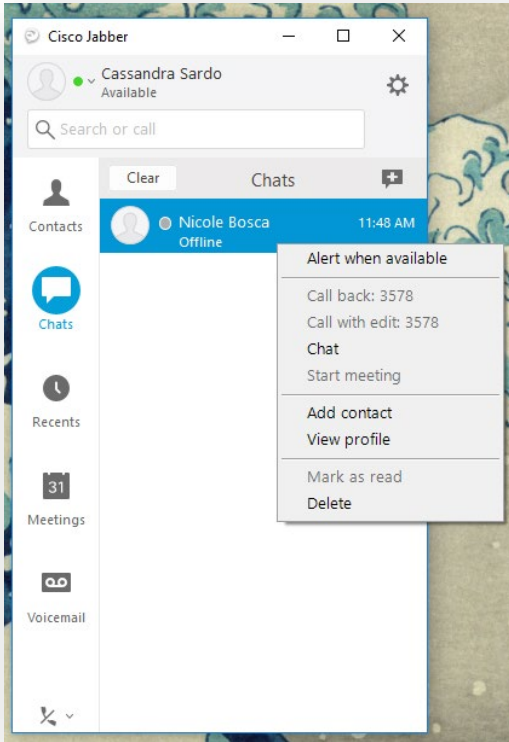 Cisco Jabber
Cassandra Sardo
Available
Search or call
Clear
Chats
Contacts
Nicole Bosca
11:48 AM
Offline
Alert when available
Call back: 3578
Call with edit: 3578
Chat
Start meeting
Add contact
View profile
Mark as read
Delete
Chats
Recents
31
Meetings
Voicemail